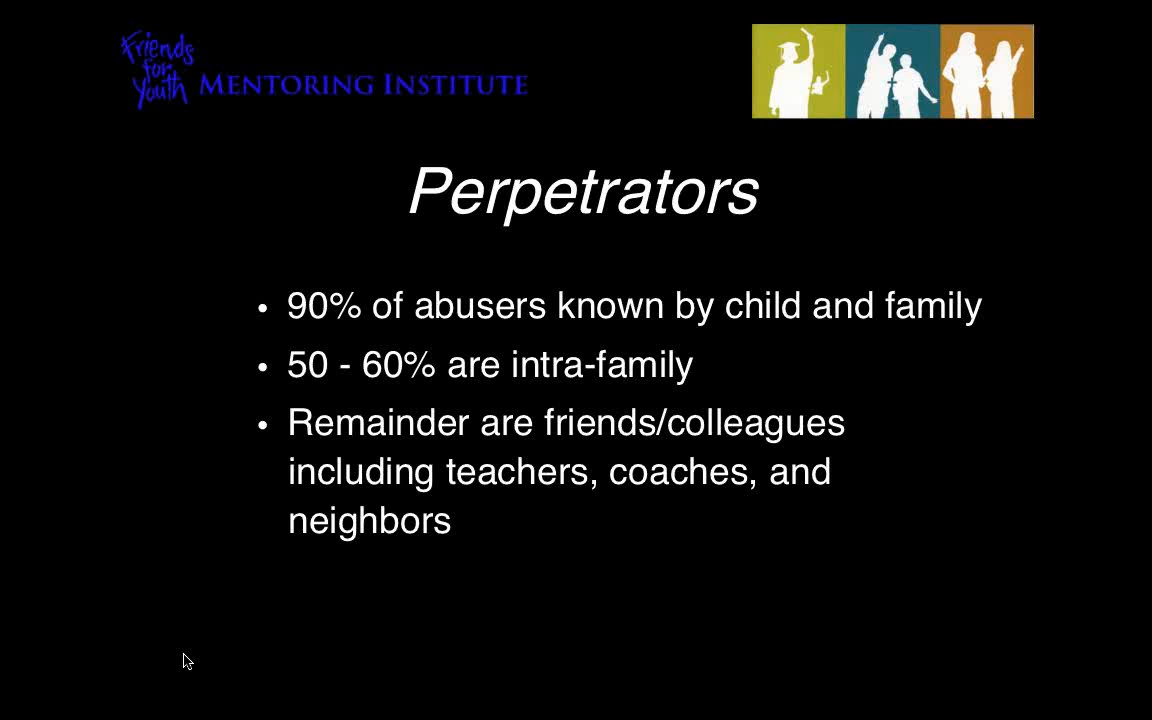 Friends
for
Youth MENTORING INSTITUTE
Perpetrators
• 90% of abusers known by child and family
• 50 - 60% are intra-family
• Remainder are friends/colleagues
including teachers, coaches, and
neighbors